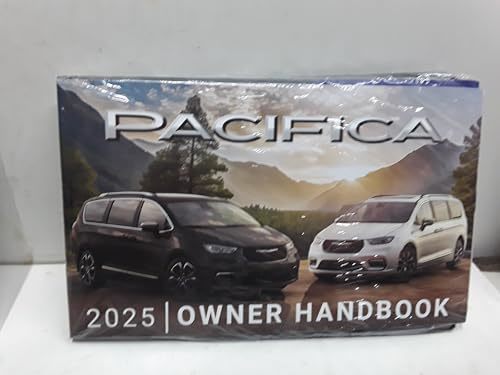 PACIFICA
2025 | OWNER HANDBOOK